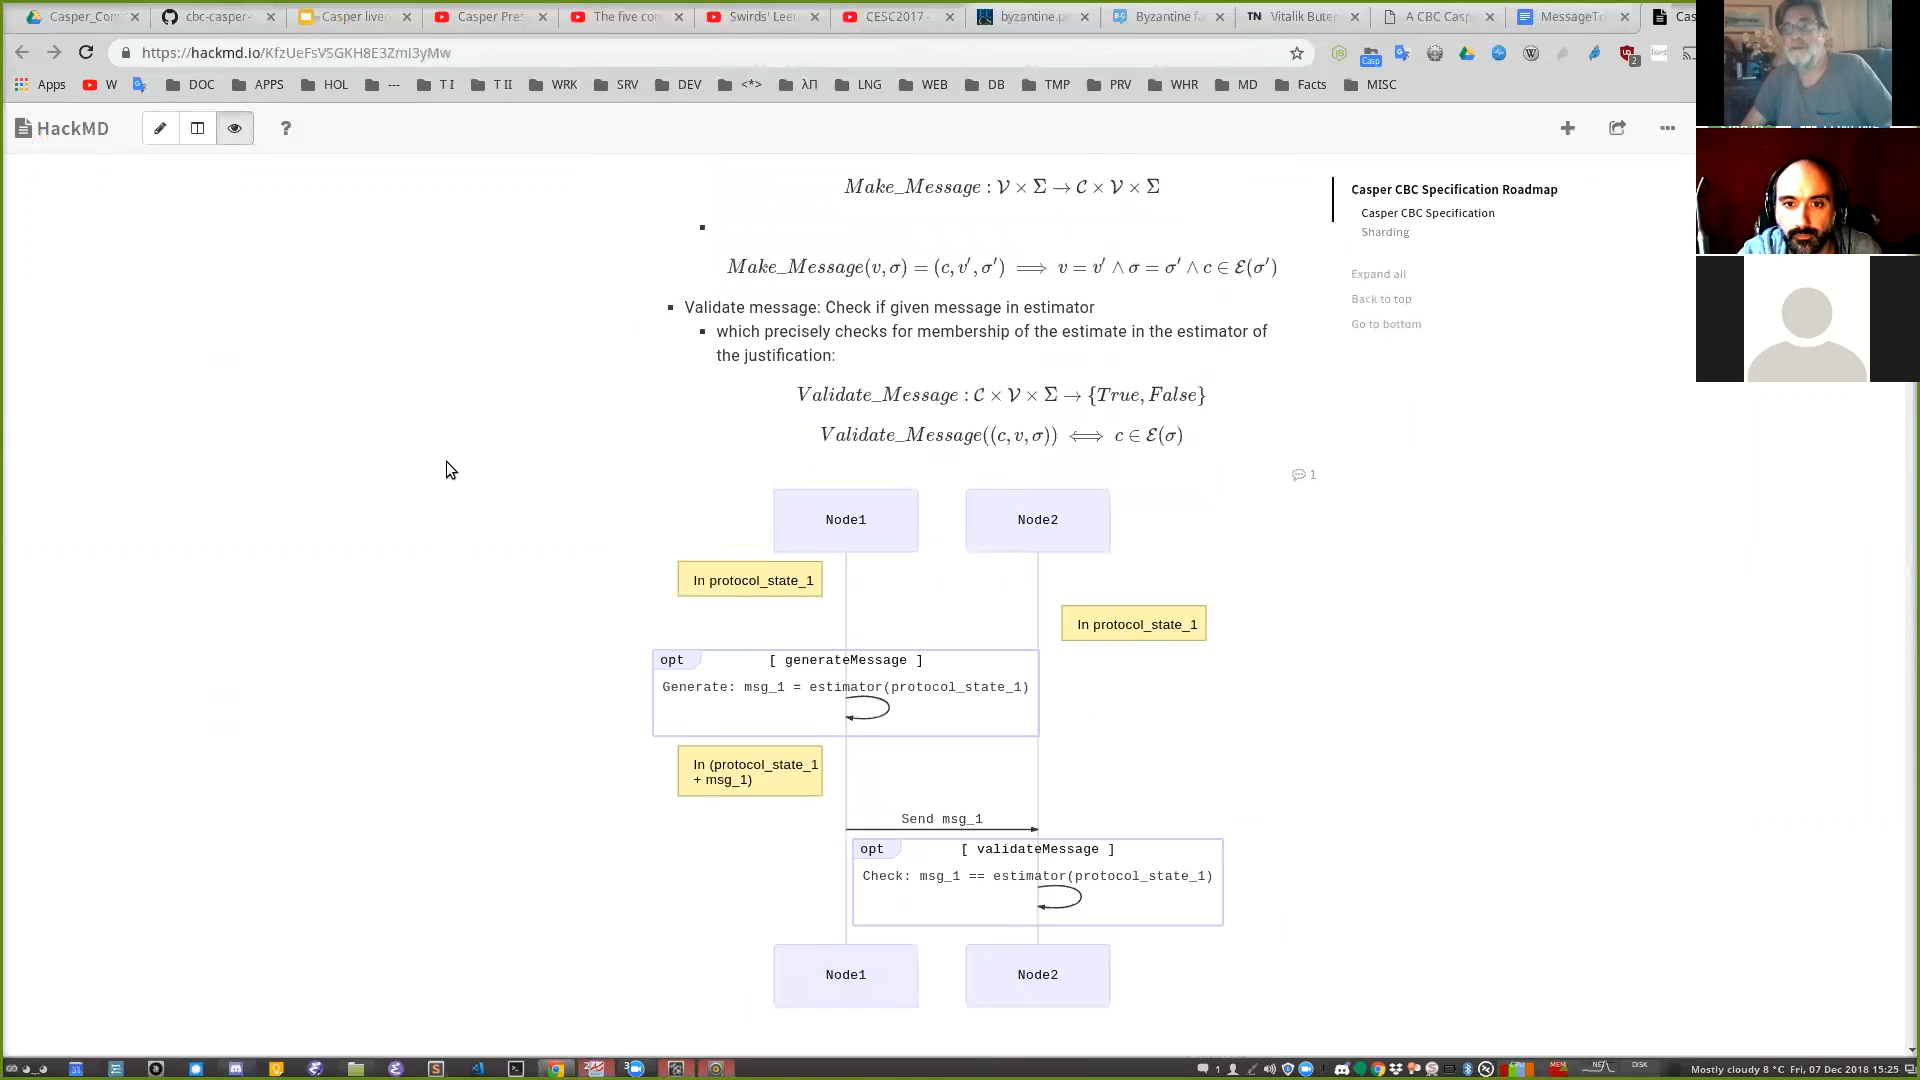 Casper_Com
cbc-casper-
Casper liver
Casper Pres
The five con
Swirds' Lee
CESC2017 -
byzantine.p
Byzantine fa
Vitalik Buter
A CBC Casp
MessageTo
Cas
https://hackmd.io/KfzUeFsVSGKH8E3Zmi3yMw
Apps W DOC APPS HOL --- T I T II WRK SRV DEV <*> λΠ LNG WEB DB TMP PRV WHR MD Facts MISC
HackMD
?
Make_Message : 𝒱 × Σ → 𝒞 × 𝒱 × Σ
Make_Message(v, σ) = (c, v′, σ′) ⟹ v = v′ ∧ σ = σ′ ∧ c ∈ ℰ(σ′)
Validate message: Check if given message in estimator
which precisely checks for membership of the estimate in the estimator of
the justification:
Validate_Message : 𝒞 × 𝒱 × Σ → {True, False}
Validate_Message((c, v, σ)) ⟺ c ∈ ℰ(σ)
1
Node1
Node2
In protocol_state_1
In protocol_state_1
opt [ generateMessage ]
Generate: msg_1 = estimator(protocol_state_1)
In (protocol_state_1
+ msg_1)
Send msg_1
opt [ validateMessage ]
Check: msg_1 == estimator(protocol_state_1)
Node1
Node2
Casper CBC Specification Roadmap
Casper CBC Specification
Sharding
Expand all
Back to top
Go to bottom
Mostly cloudy 8 °C Fri, 07 Dec 2018 15:25